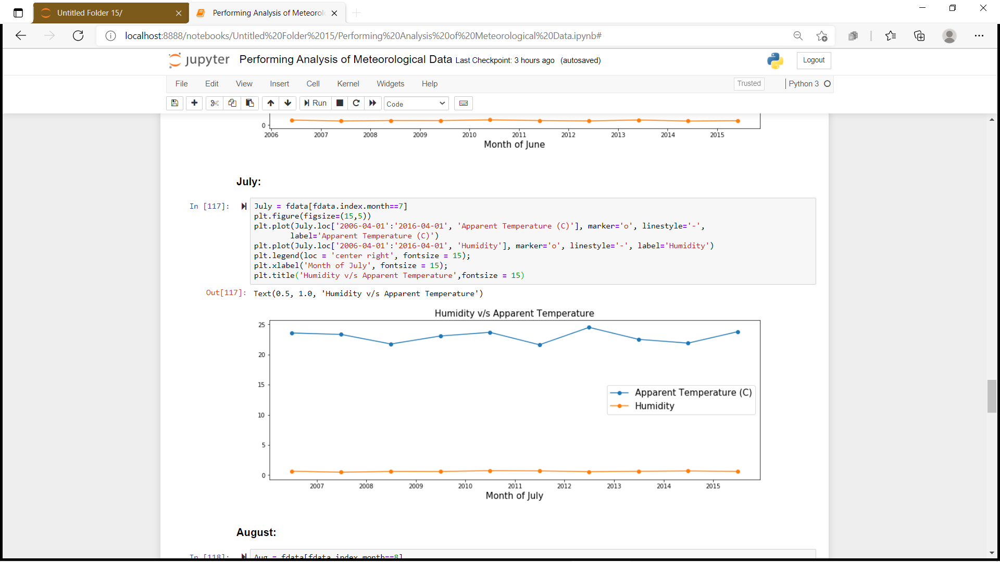 Untitled Folder 15/
Performing Analysis of Meteorol
localhost:8888/notebooks/Untitled%20Folder%2015/Performing%20Analysis%20of%20Meteorological%20Data.ipynb#
jupyter Performing Analysis of Meteorological Data Last Checkpoint: 3 hours ago (autosaved)
Logout
File Edit View Insert Cell Kernel Widgets Help
Trusted
Python 3
Run
Code
0
2006 2007 2008 2009 2010 2011 2012 2013 2014 2015
Month of June
July:
In [117]:
July = fdata[fdata.index.month==7]
plt.figure(figsize=(15,5))
plt.plot(July.loc['2006-04-01':'2016-04-01', 'Apparent Temperature (C)'], marker='o', linestyle='-',
label='Apparent Temperature (C)')
plt.plot(July.loc['2006-04-01':'2016-04-01', 'Humidity'], marker='o', linestyle='-', label='Humidity')
plt.legend(loc = 'center right', fontsize = 15);
plt.xlabel('Month of July', fontsize = 15);
plt.title('Humidity v/s Apparent Temperature',fontsize = 15)
Out[117]: Text(0.5, 1.0, 'Humidity v/s Apparent Temperature')
Humidity v/s Apparent Temperature
25
20
15
10
5
0
Apparent Temperature (C)
Humidity
2007 2008 2009 2010 2011 2012 2013 2014 2015
Month of July
August:
In [118]: Aug = fdata[fdata.index.month==8]